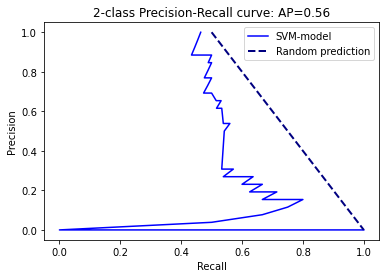 2-class Precision-Recall curve: AP=0.56
SVM-model
Random prediction
Precision
1.0
0.8
0.6
0.4
0.2
0.0
0.0 0.2 0.4 0.6 0.8 1.0
Recall